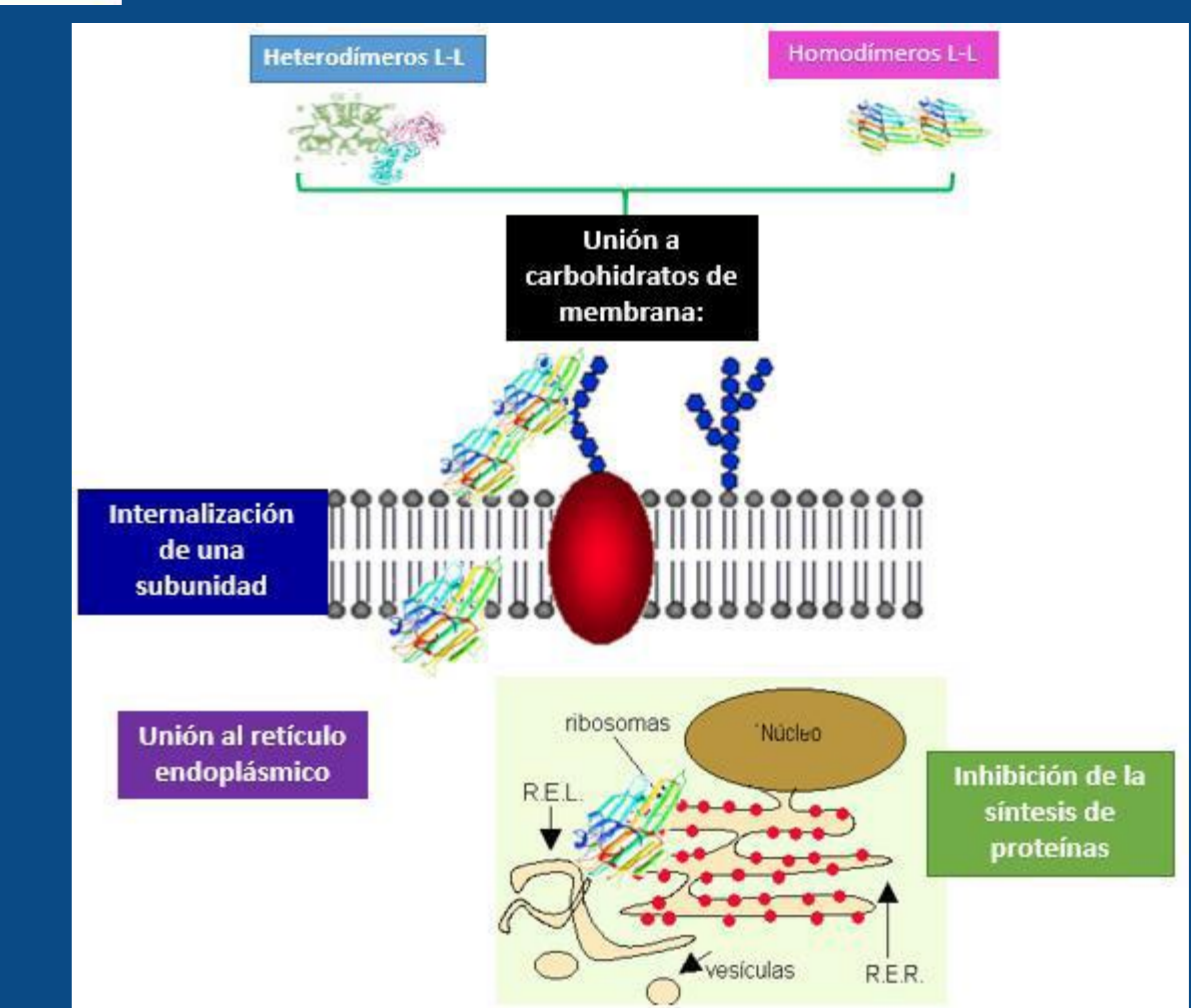 Heterodímeros L-L
Homodímeros L-L
Unión a
carbohidratos de
membrana:
Internalización
de una
subunidad
Unión al retículo
endoplásmico
ribosomas
Núcleo
R.E.L.
Inhibición de la
síntesis de
proteínas
vesículas
R.E.R.